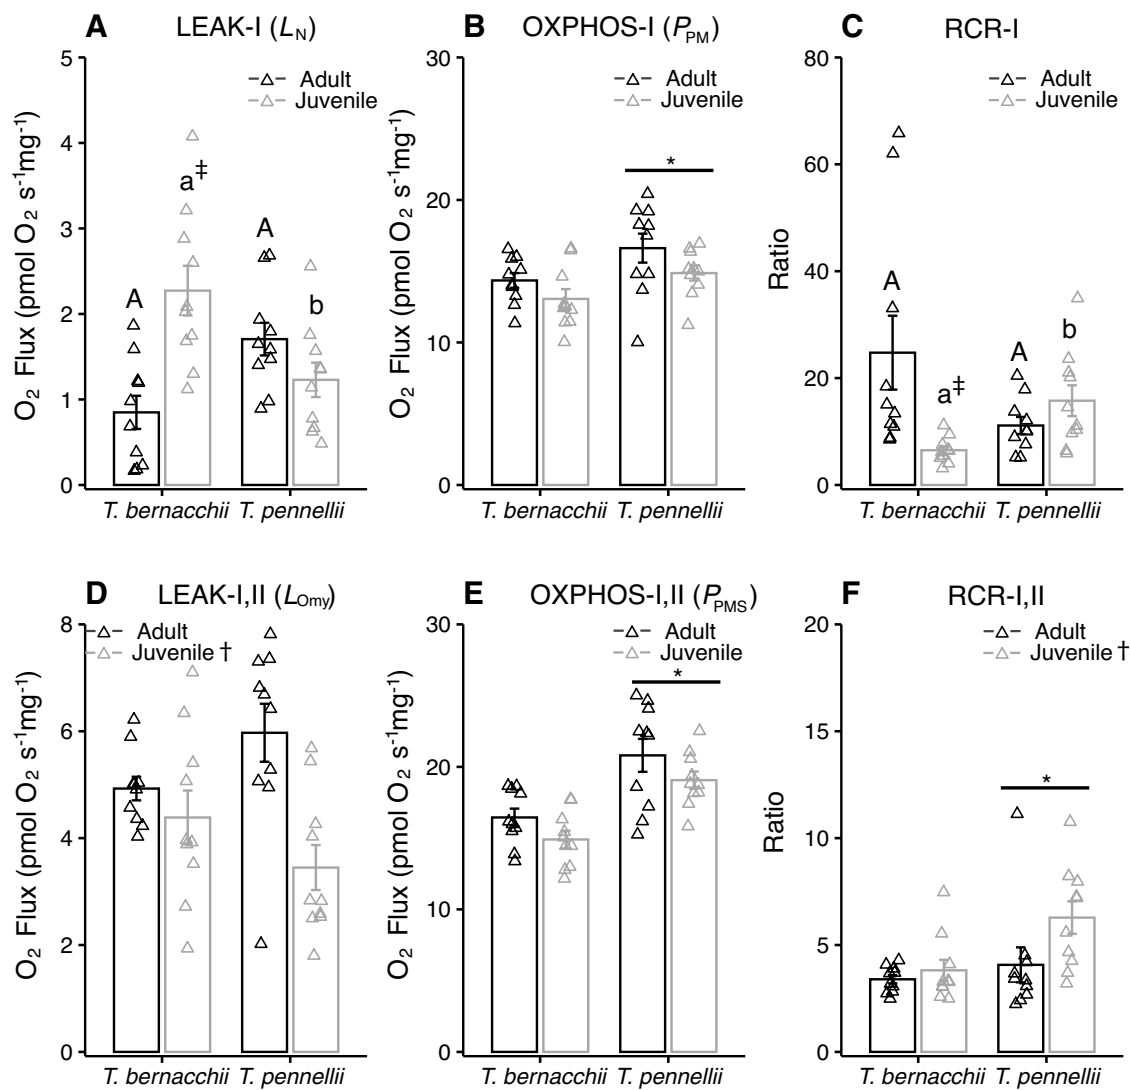 A LEAK-I (L_N)
O₂ Flux (pmol O₂ s⁻¹mg⁻¹)
5
4
3
2
1
0
Adult
Juvenile
A
a‡
A
b
T. bernacchii T. pennellii
B OXPHOS-I (P_PM)
O₂ Flux (pmol O₂ s⁻¹mg⁻¹)
30
20
10
0
Adult
Juvenile
*
T. bernacchii T. pennellii
C RCR-I
Ratio
80
60
40
20
0
Adult
Juvenile
A
a‡
A
b
T. bernacchii T. pennellii
D LEAK-I,II (L_Omy)
O₂ Flux (pmol O₂ s⁻¹mg⁻¹)
8
6
4
2
0
Adult
Juvenile †
T. bernacchii T. pennellii
E OXPHOS-I,II (P_PMS)
O₂ Flux (pmol O₂ s⁻¹mg⁻¹)
30
20
10
0
Adult
Juvenile
*
T. bernacchii T. pennellii
F RCR-I,II
Ratio
20
15
10
5
0
Adult
Juvenile †
*
T. bernacchii T. pennellii